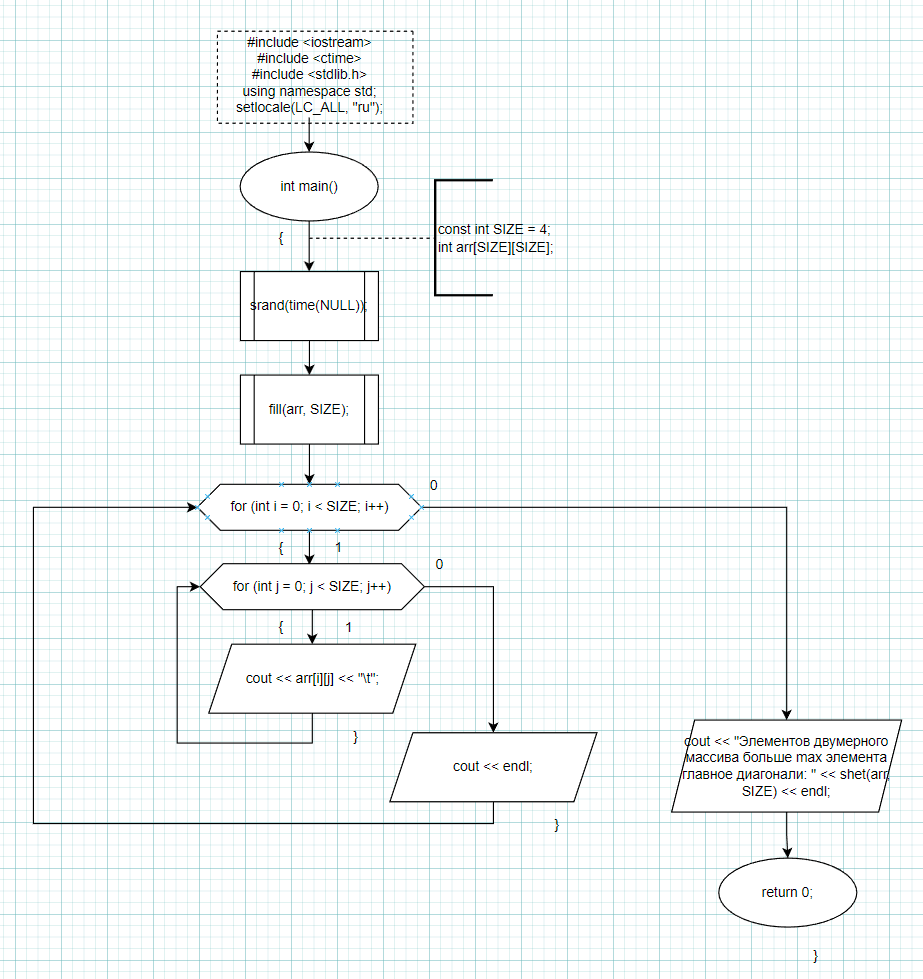 #include <iostream>
#include <ctime>
#include <stdlib.h>
using namespace std;
setlocale(LC_ALL, "ru");
int main()
{
const int SIZE = 4;
int arr[SIZE][SIZE];
srand(time(NULL));
fill(arr, SIZE);
0
for (int i = 0; i < SIZE; i++)
{
1
0
for (int j = 0; j < SIZE; j++)
{
1
cout << arr[i][j] << "\t";
}
cout << endl;
}
cout << "Элементов двумерного
массива больше max элемента
главное диагонали: " << shet(arr,
SIZE) << endl;
return 0;
}